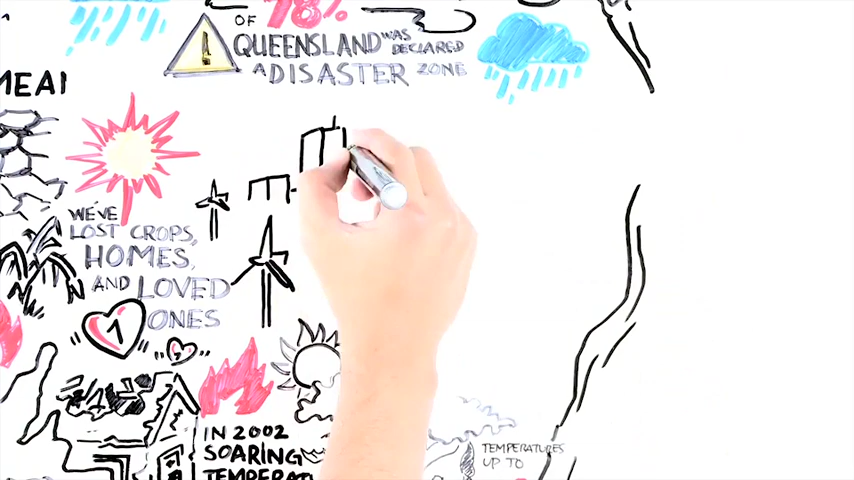 OF 78%
QUEENSLAND WAS DECLARED
A DISASTER ZONE
WE'VE
LOST CROPS,
HOMES,
AND LOVED
ONES
IN 2002
SOARING
TEMPERATURES
UP TO